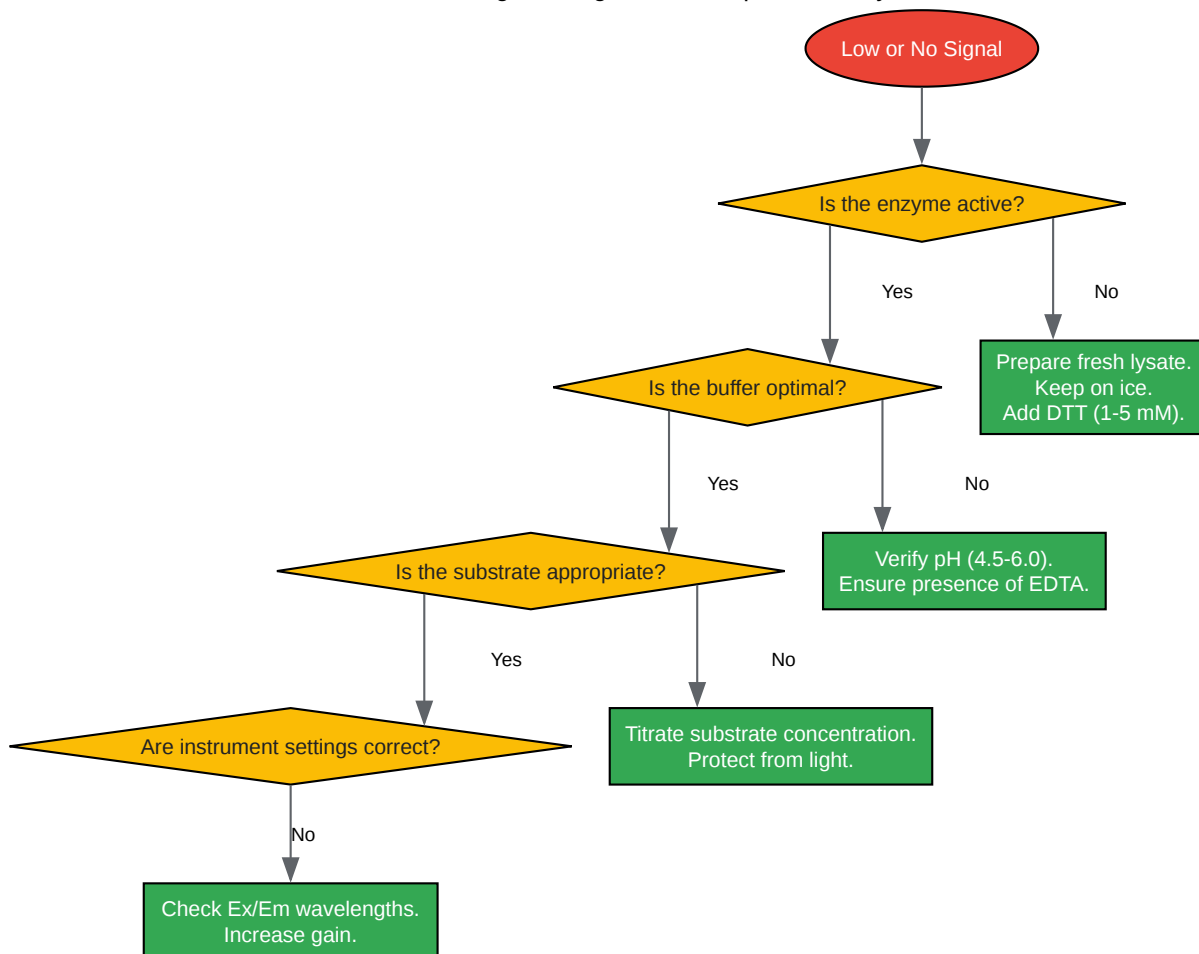 Low or No Signal
Is the enzyme active?
Yes
No
Prepare fresh lysate.
Keep on ice.
Add DTT (1-5 mM).
Is the buffer optimal?
Yes
No
Verify pH (4.5-6.0).
Ensure presence of EDTA.
Is the substrate appropriate?
Yes
No
Titrate substrate concentration.
Protect from light.
Are instrument settings correct?
No
Check Ex/Em wavelengths.
Increase gain.